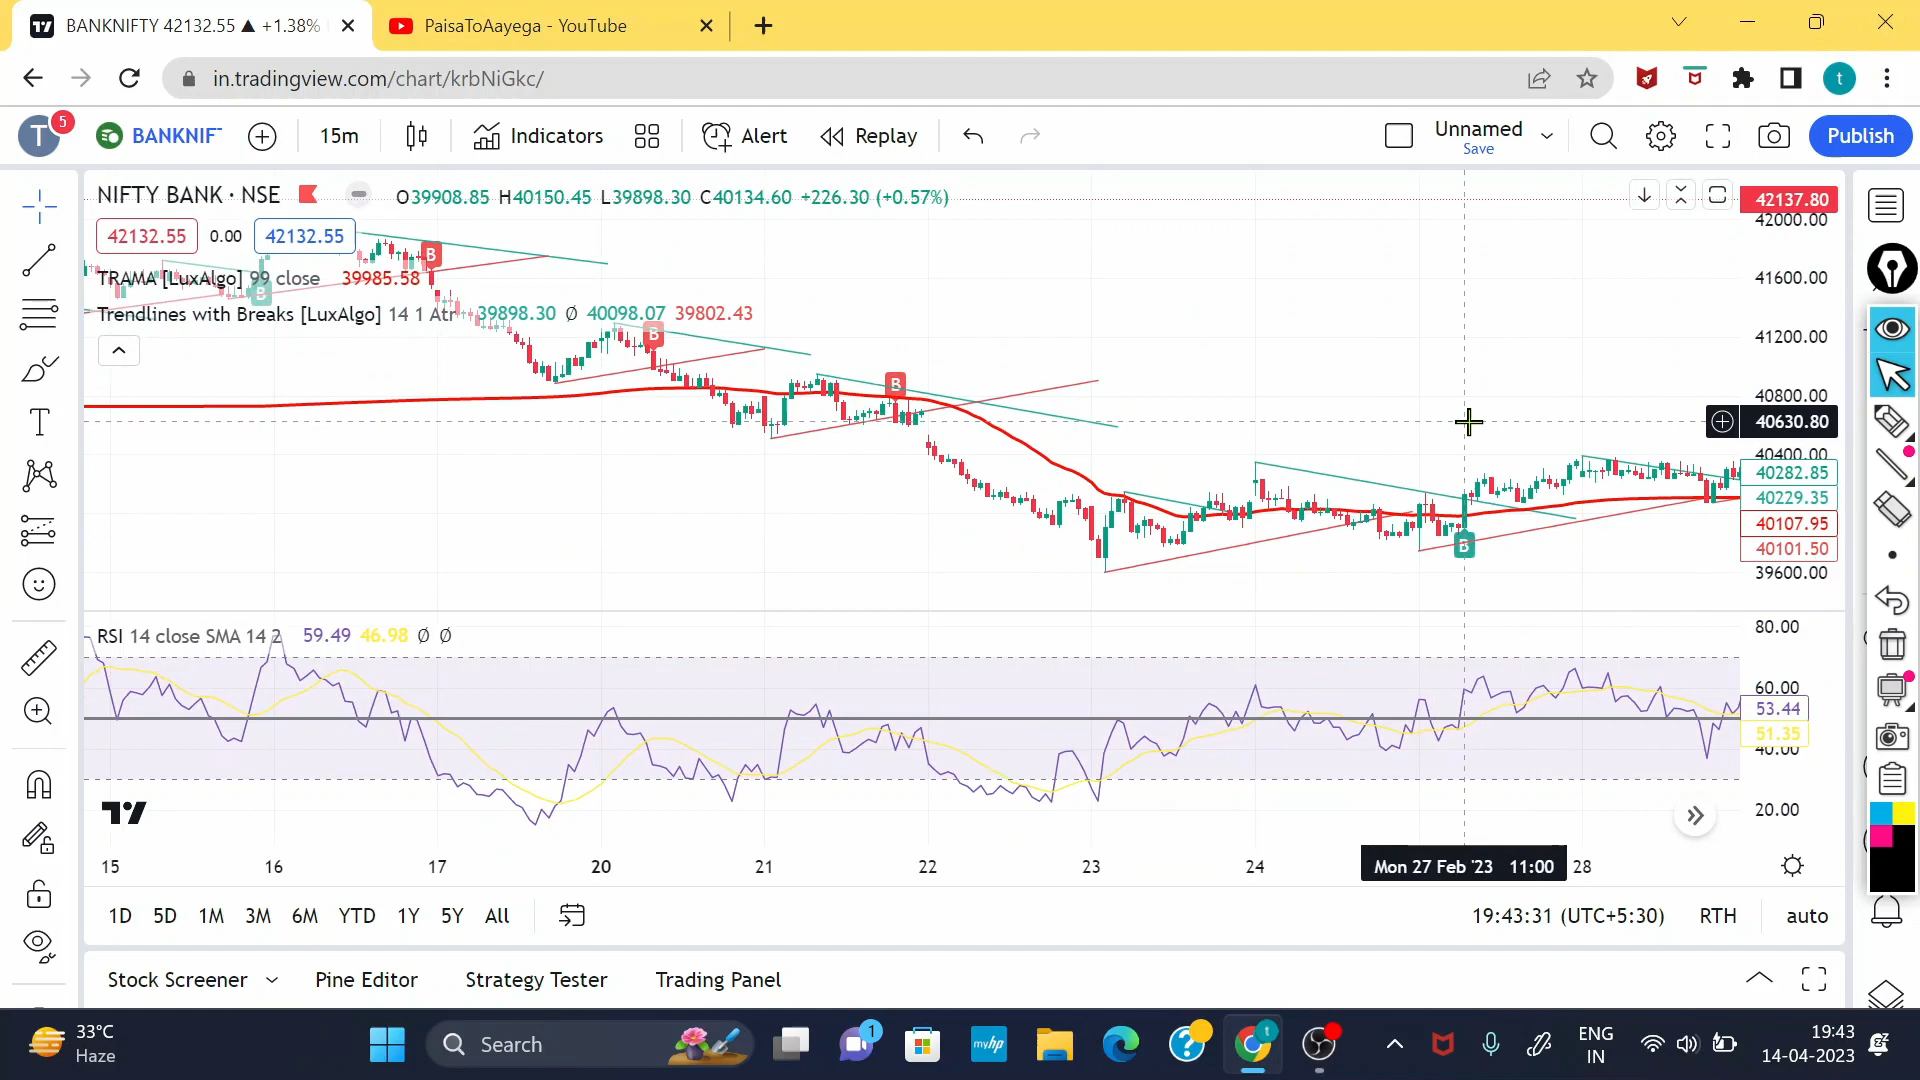 BANKNIFTY 42132.55 ▲ +1.38%
PaisaToAayega - YouTube
in.tradingview.com/chart/krbNiGkc/
t
T
5
BANKNIF
15m
Indicators
Alert
Replay
Unnamed
Save
Publish
NIFTY BANK · NSE
O39908.85 H40150.45 L39898.30 C40134.60 +226.30 (+0.57%)
42137.80
42000.00
42132.55 0.00 42132.55
TRAMA [LuxAlgo] 99 close 39985.58
Trendlines with Breaks [LuxAlgo] 14 1 Atr 39898.30 Ø 40098.07 39802.43
B
B
B
B
B
41600.00
41200.00
40800.00
40630.80
40400.00
40282.85
40229.35
40107.95
40101.50
39600.00
RSI 14 close SMA 14 2 59.49 46.98 Ø Ø
80.00
60.00
53.44
51.35
40.00
20.00
15 16 17 20 21 22 23 24 Mon 27 Feb '23 11:00 28
1D 5D 1M 3M 6M YTD 1Y 5Y All
19:43:31 (UTC+5:30) RTH auto
Stock Screener Pine Editor Strategy Tester Trading Panel
33°C
Haze
Search
1
myhp
t
ENG
IN
19:43
14-04-2023